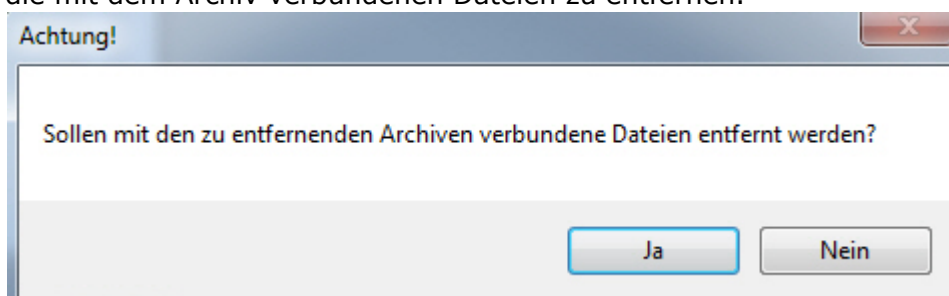 die mit dem Archiv verbundenen Dateien zu entfernen.
Achtung!
Sollen mit den zu entfernenden Archiven verbundene Dateien entfernt werden?
Ja
Nein